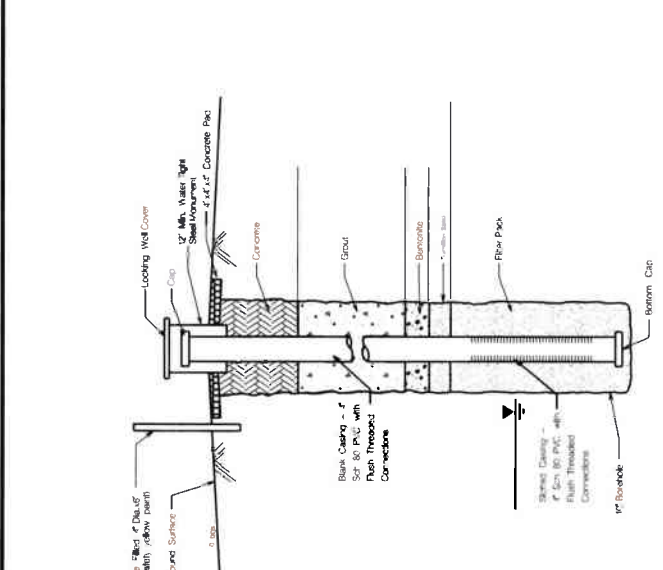 Locking Well Cover
Cap
12" Min. Water Tight
Steel Monument
4'x4'x4" Concrete Pad
Concrete
Grout
Bentonite
Filter Pack
Bottom Cap
Blank Casing - 4"
Sch 80 PVC with
Flush Threaded
Connections
Slotted Casing -
4" Sch 80 PVC with
Flush Threaded
Connections
10" Borehole
Filled 4" Dia.x6'
yellow paint)
Surface